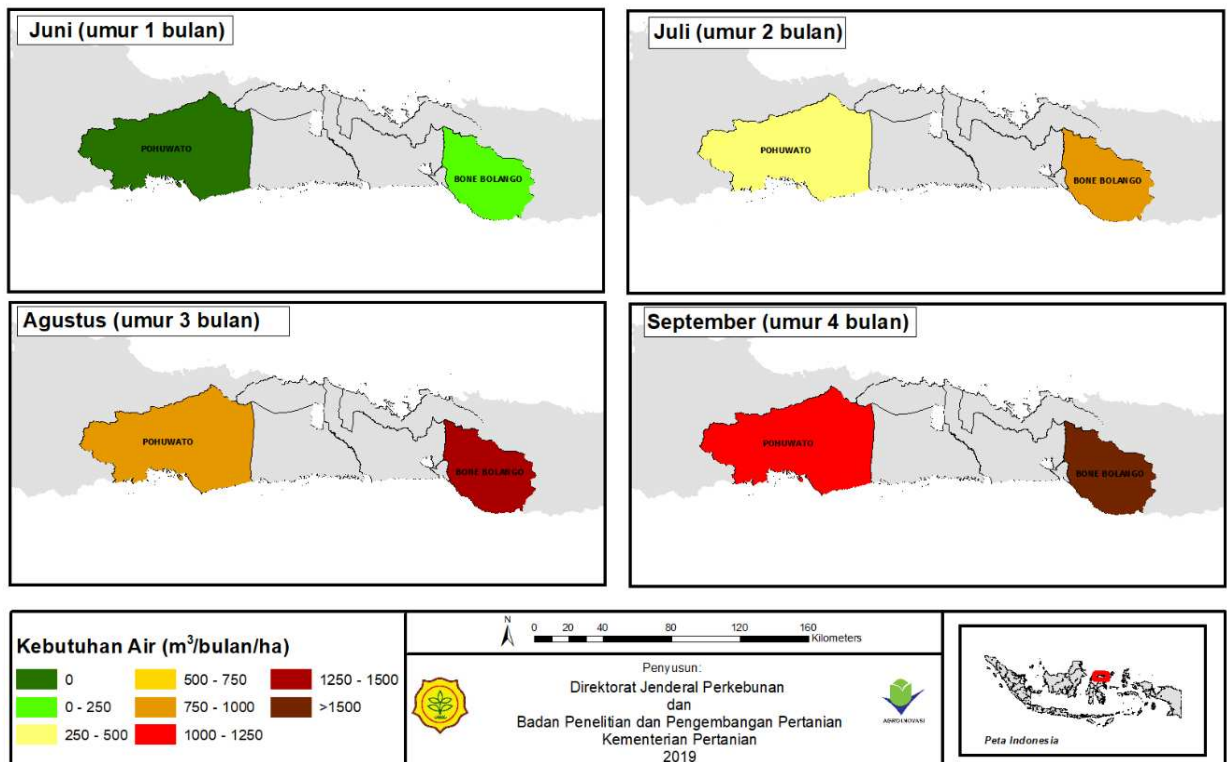 Juni (umur 1 bulan)
POHUWATO
BONE BOLANGO
Juli (umur 2 bulan)
POHUWATO
BONE BOLANGO
Agustus (umur 3 bulan)
POHUWATO
BONE BOLANGO
September (umur 4 bulan)
POHUWATO
BONE BOLANGO
Kebutuhan Air (m³/bulan/ha)
0
0 - 250
250 - 500
500 - 750
750 - 1000
1000 - 1250
1250 - 1500
>1500
N
0 20 40 80 120 160
Kilometers
Penyusun:
Direktorat Jenderal Perkebunan
dan
Badan Penelitian dan Pengembangan Pertanian
Kementerian Pertanian
2019
AGRO INOVASI
Peta Indonesia